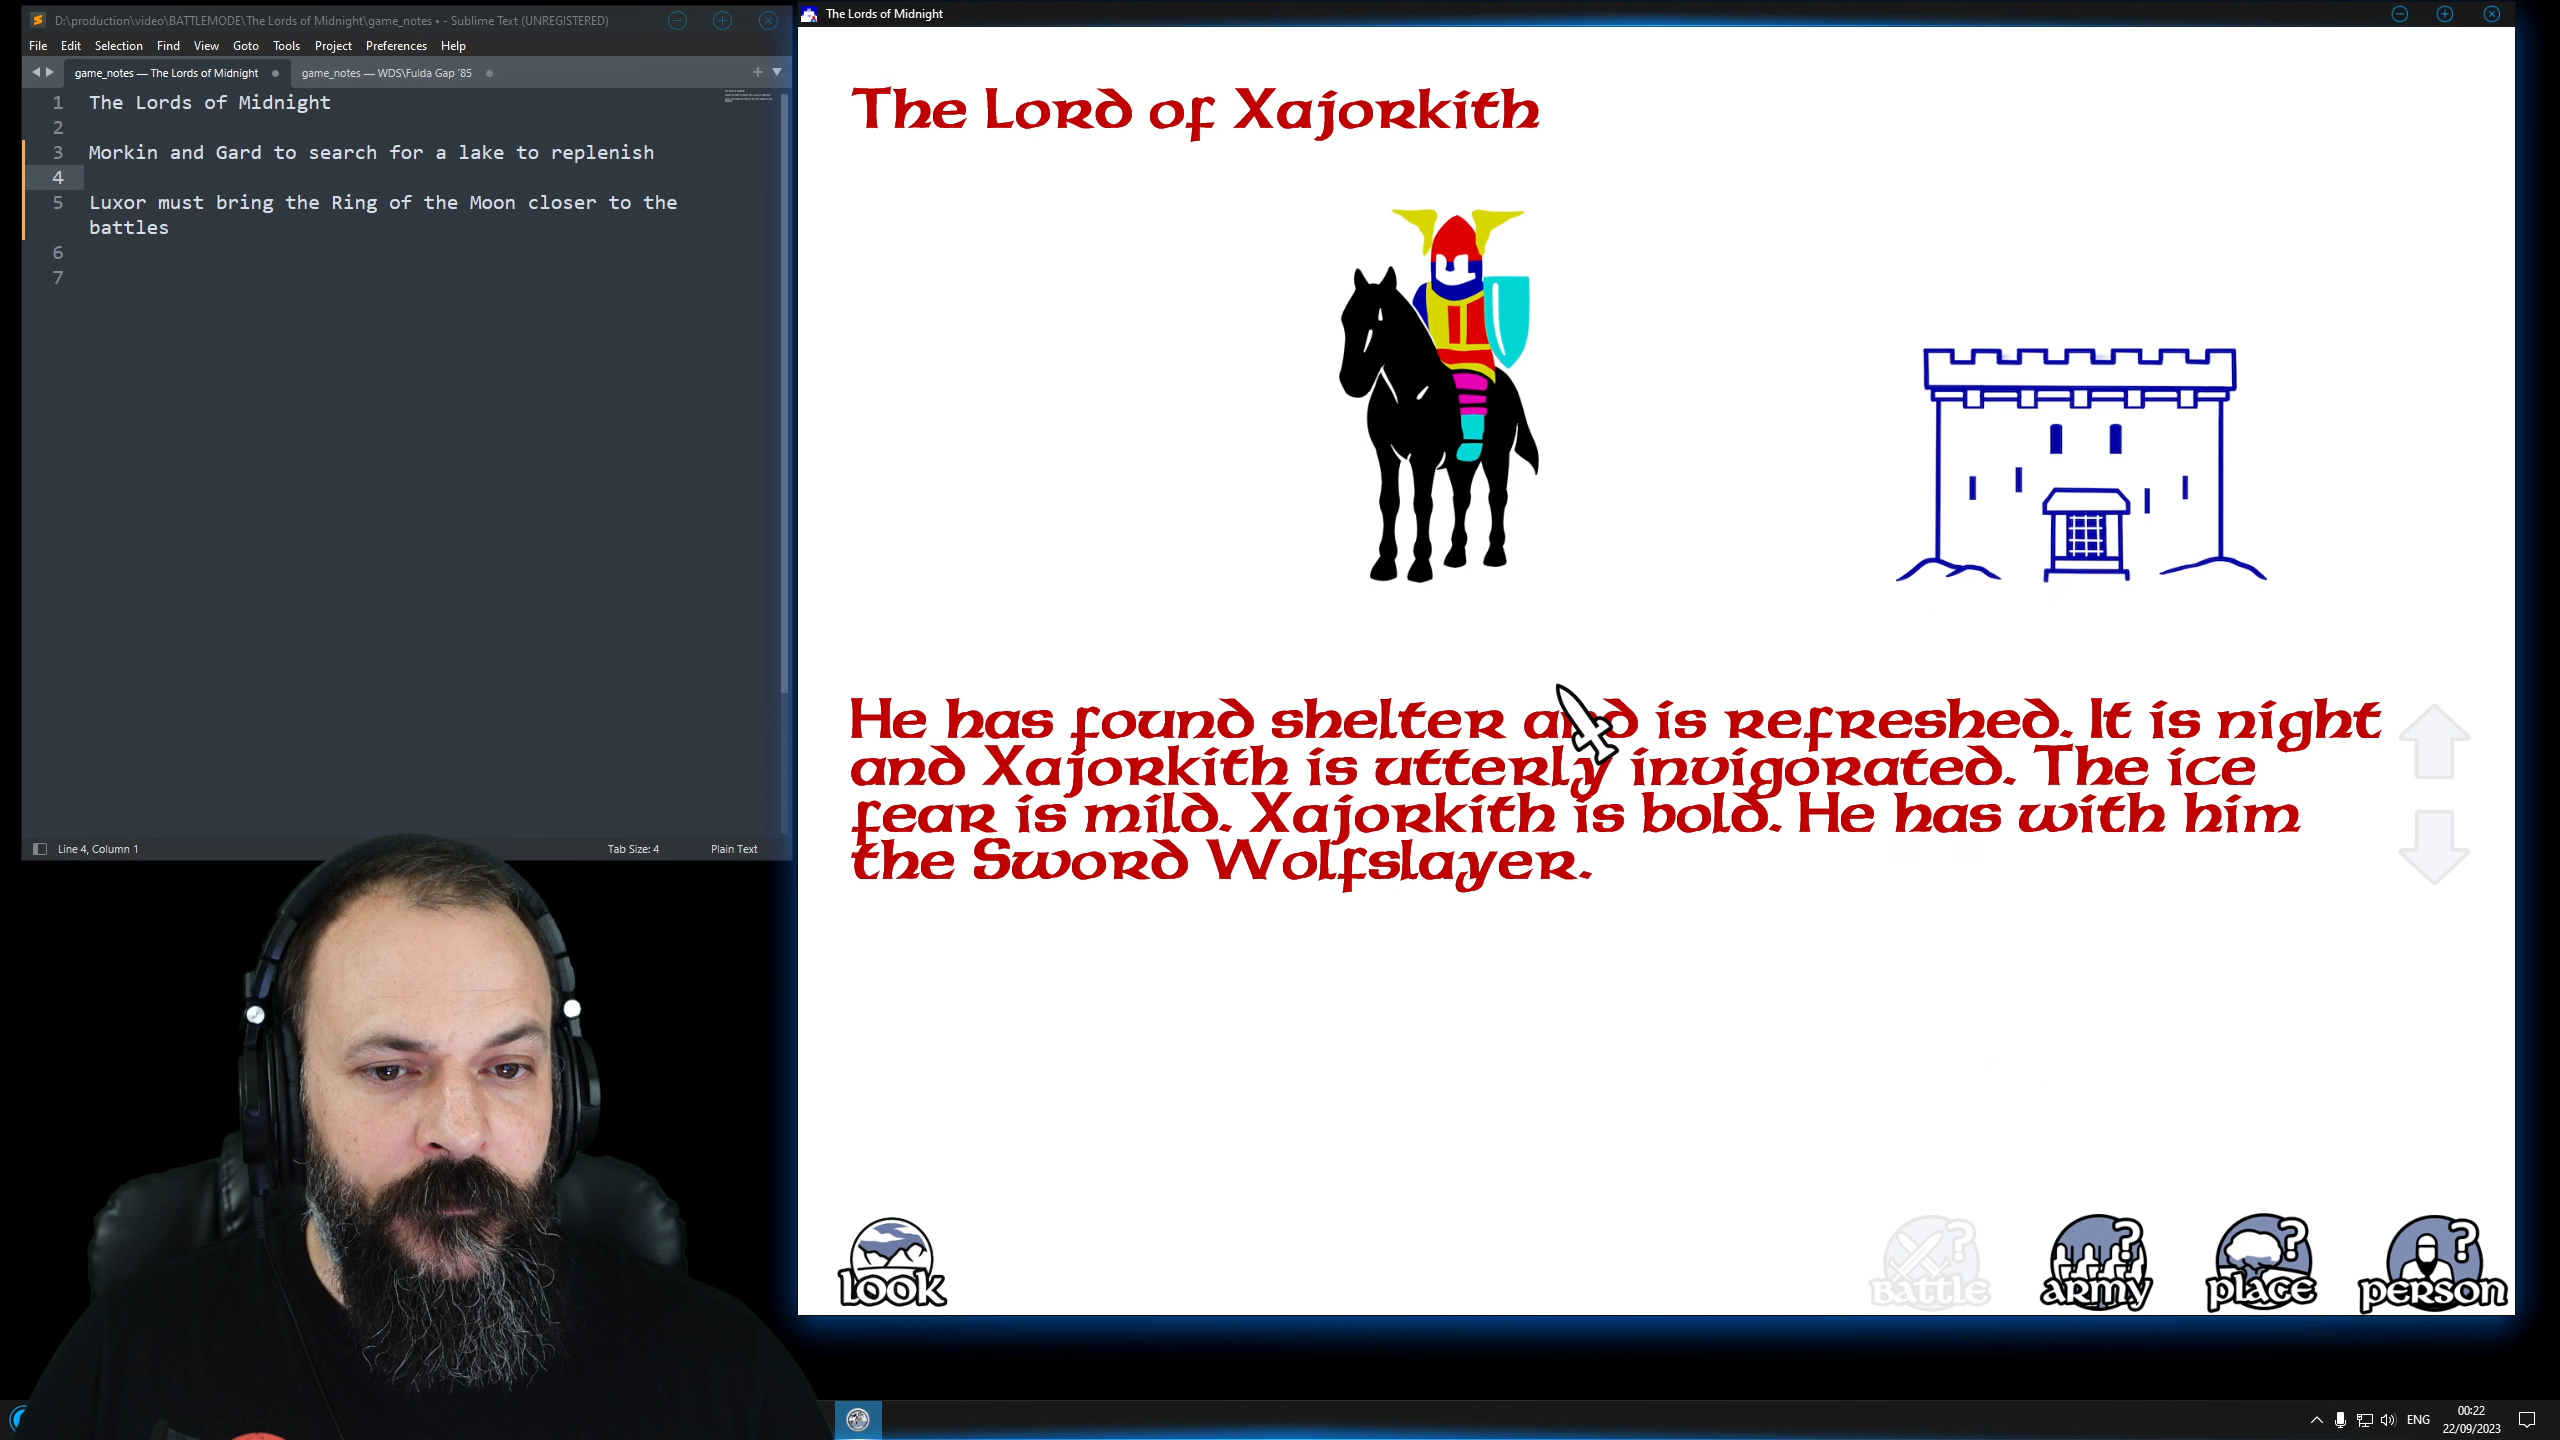 D:\production\video\BATTLEMODE\The Lords of Midnight\game_notes • - Sublime Text (UNREGISTERED)
File Edit Selection Find View Goto Tools Project Preferences Help
game_notes — The Lords of Midnight
game_notes — WDS\Fulda Gap '85
1 The Lords of Midnight
2
3 Morkin and Gard to search for a lake to replenish
4
5 Luxor must bring the Ring of the Moon closer to the
battles
6
7
Line 4, Column 1
Tab Size: 4
Plain Text
The Lords of Midnight
The Lord of Xajorkith
He has found shelter and is refreshed. It is night
and Xajorkith is utterly invigorated. The ice
fear is mild. Xajorkith is bold. He has with him
the Sword Wolfslayer.
look
BATTLE
ARMY
place
person
ENG
00:22
22/09/2023